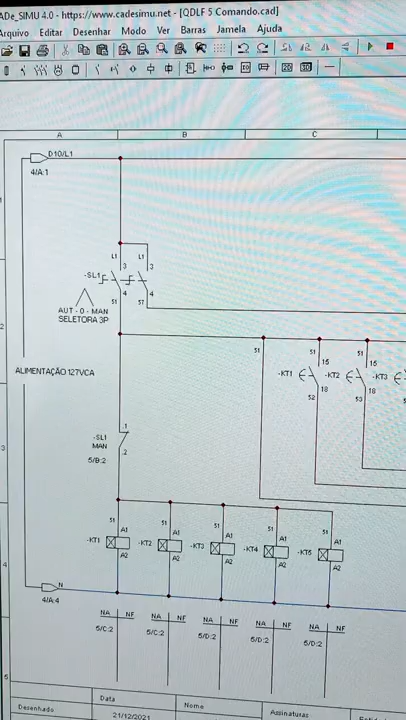 ADe_SIMU 4.0 - https://www.cadesimu.net - [QDLF 5 Comando.cad]
Arquivo Editar Desenhar Modo Ver Barras Jamela Ajuda
A B C
D10/L1
4/A:1
L1 L1
3 3
-SL1
4 4
51 57
AUT - 0 - MAN
SELETORA 3P
2
51 51 51
15 15
-KT1 -KT2 -KT3
18 18
52 53
ALIMENTAÇÃO 127VCA
-SL1
MAN
5/B:2
.1
.2
3
51 51 51 51 51
A1 A1 A1 A1 A1
-KT1 -KT2 -KT3 -KT4 -KT5
A2 A2 A2 A2 A2
4
N
4/A:4
NA NF NA NF NA NF NA NF NA NF
5/C:2 5/C:2 5/D:2 5/D:2 5/D:2
5
Data Nome Assinaturas
Desenhado 21/12/2021